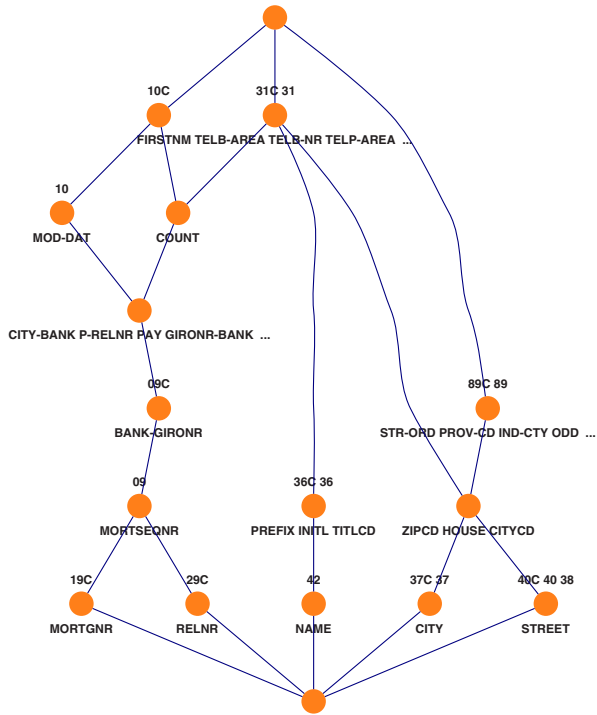 10C
31C 31
FIRSTNM TELB-AREA TELB-NR TELP-AREA ...
10
MOD-DAT
COUNT
CITY-BANK P-RELNR PAY GIRONR-BANK ...
09C
89C 89
BANK-GIRONR
STR-ORD PROV-CD IND-CTY ODD ...
09
36C 36
MORTSEQNR
PREFIX INITL TITLCD
ZIPCD HOUSE CITYCD
19C
29C
42
37C 37
40C 40 38
MORTGNR
RELNR
NAME
CITY
STREET